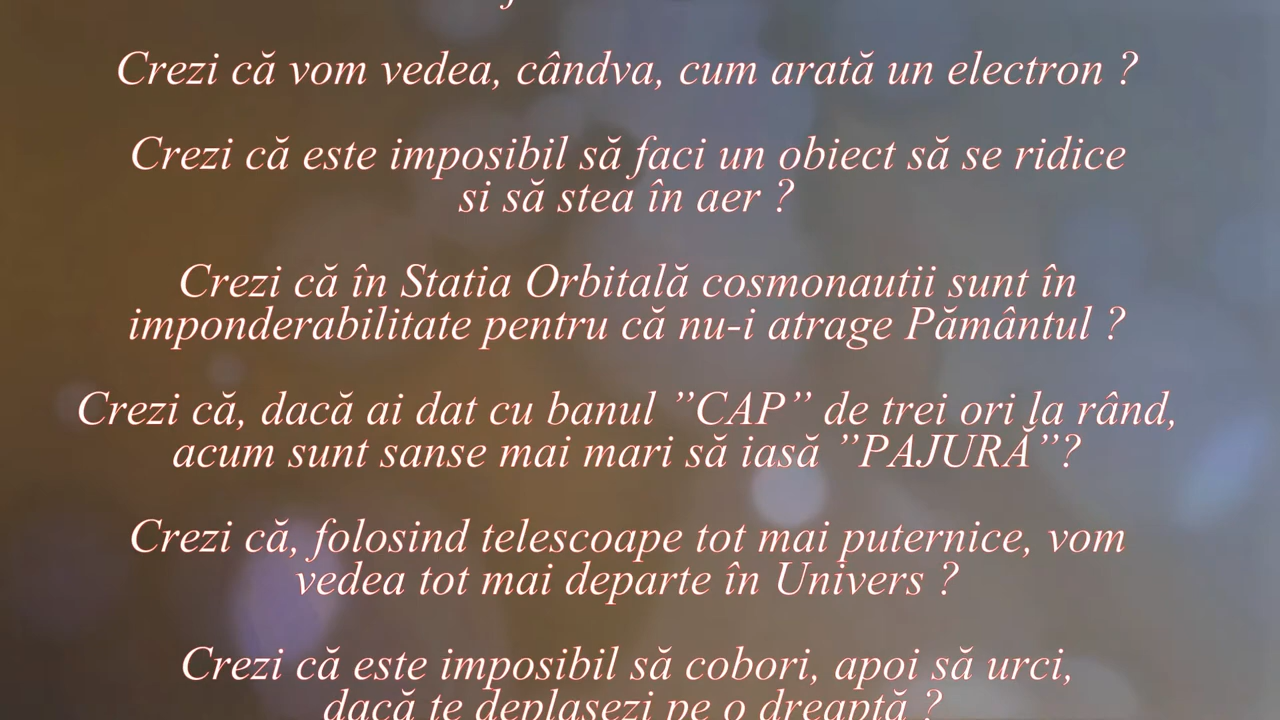 Crezi că vom vedea, cândva, cum arată un electron ?
Crezi că este imposibil să faci un obiect să se ridice
si să stea în aer ?
Crezi că în Statia Orbitală cosmonautii sunt în
imponderabilitate pentru că nu-i atrage Pământul ?
Crezi că, dacă ai dat cu banul ”CAP” de trei ori la rând,
acum sunt sanse mai mari să iasă ”PAJURĂ”?
Crezi că, folosind telescoape tot mai puternice, vom
vedea tot mai departe în Univers ?
Crezi că este imposibil să cobori, apoi să urci,
dacă te deplasezi pe o dreaptă ?